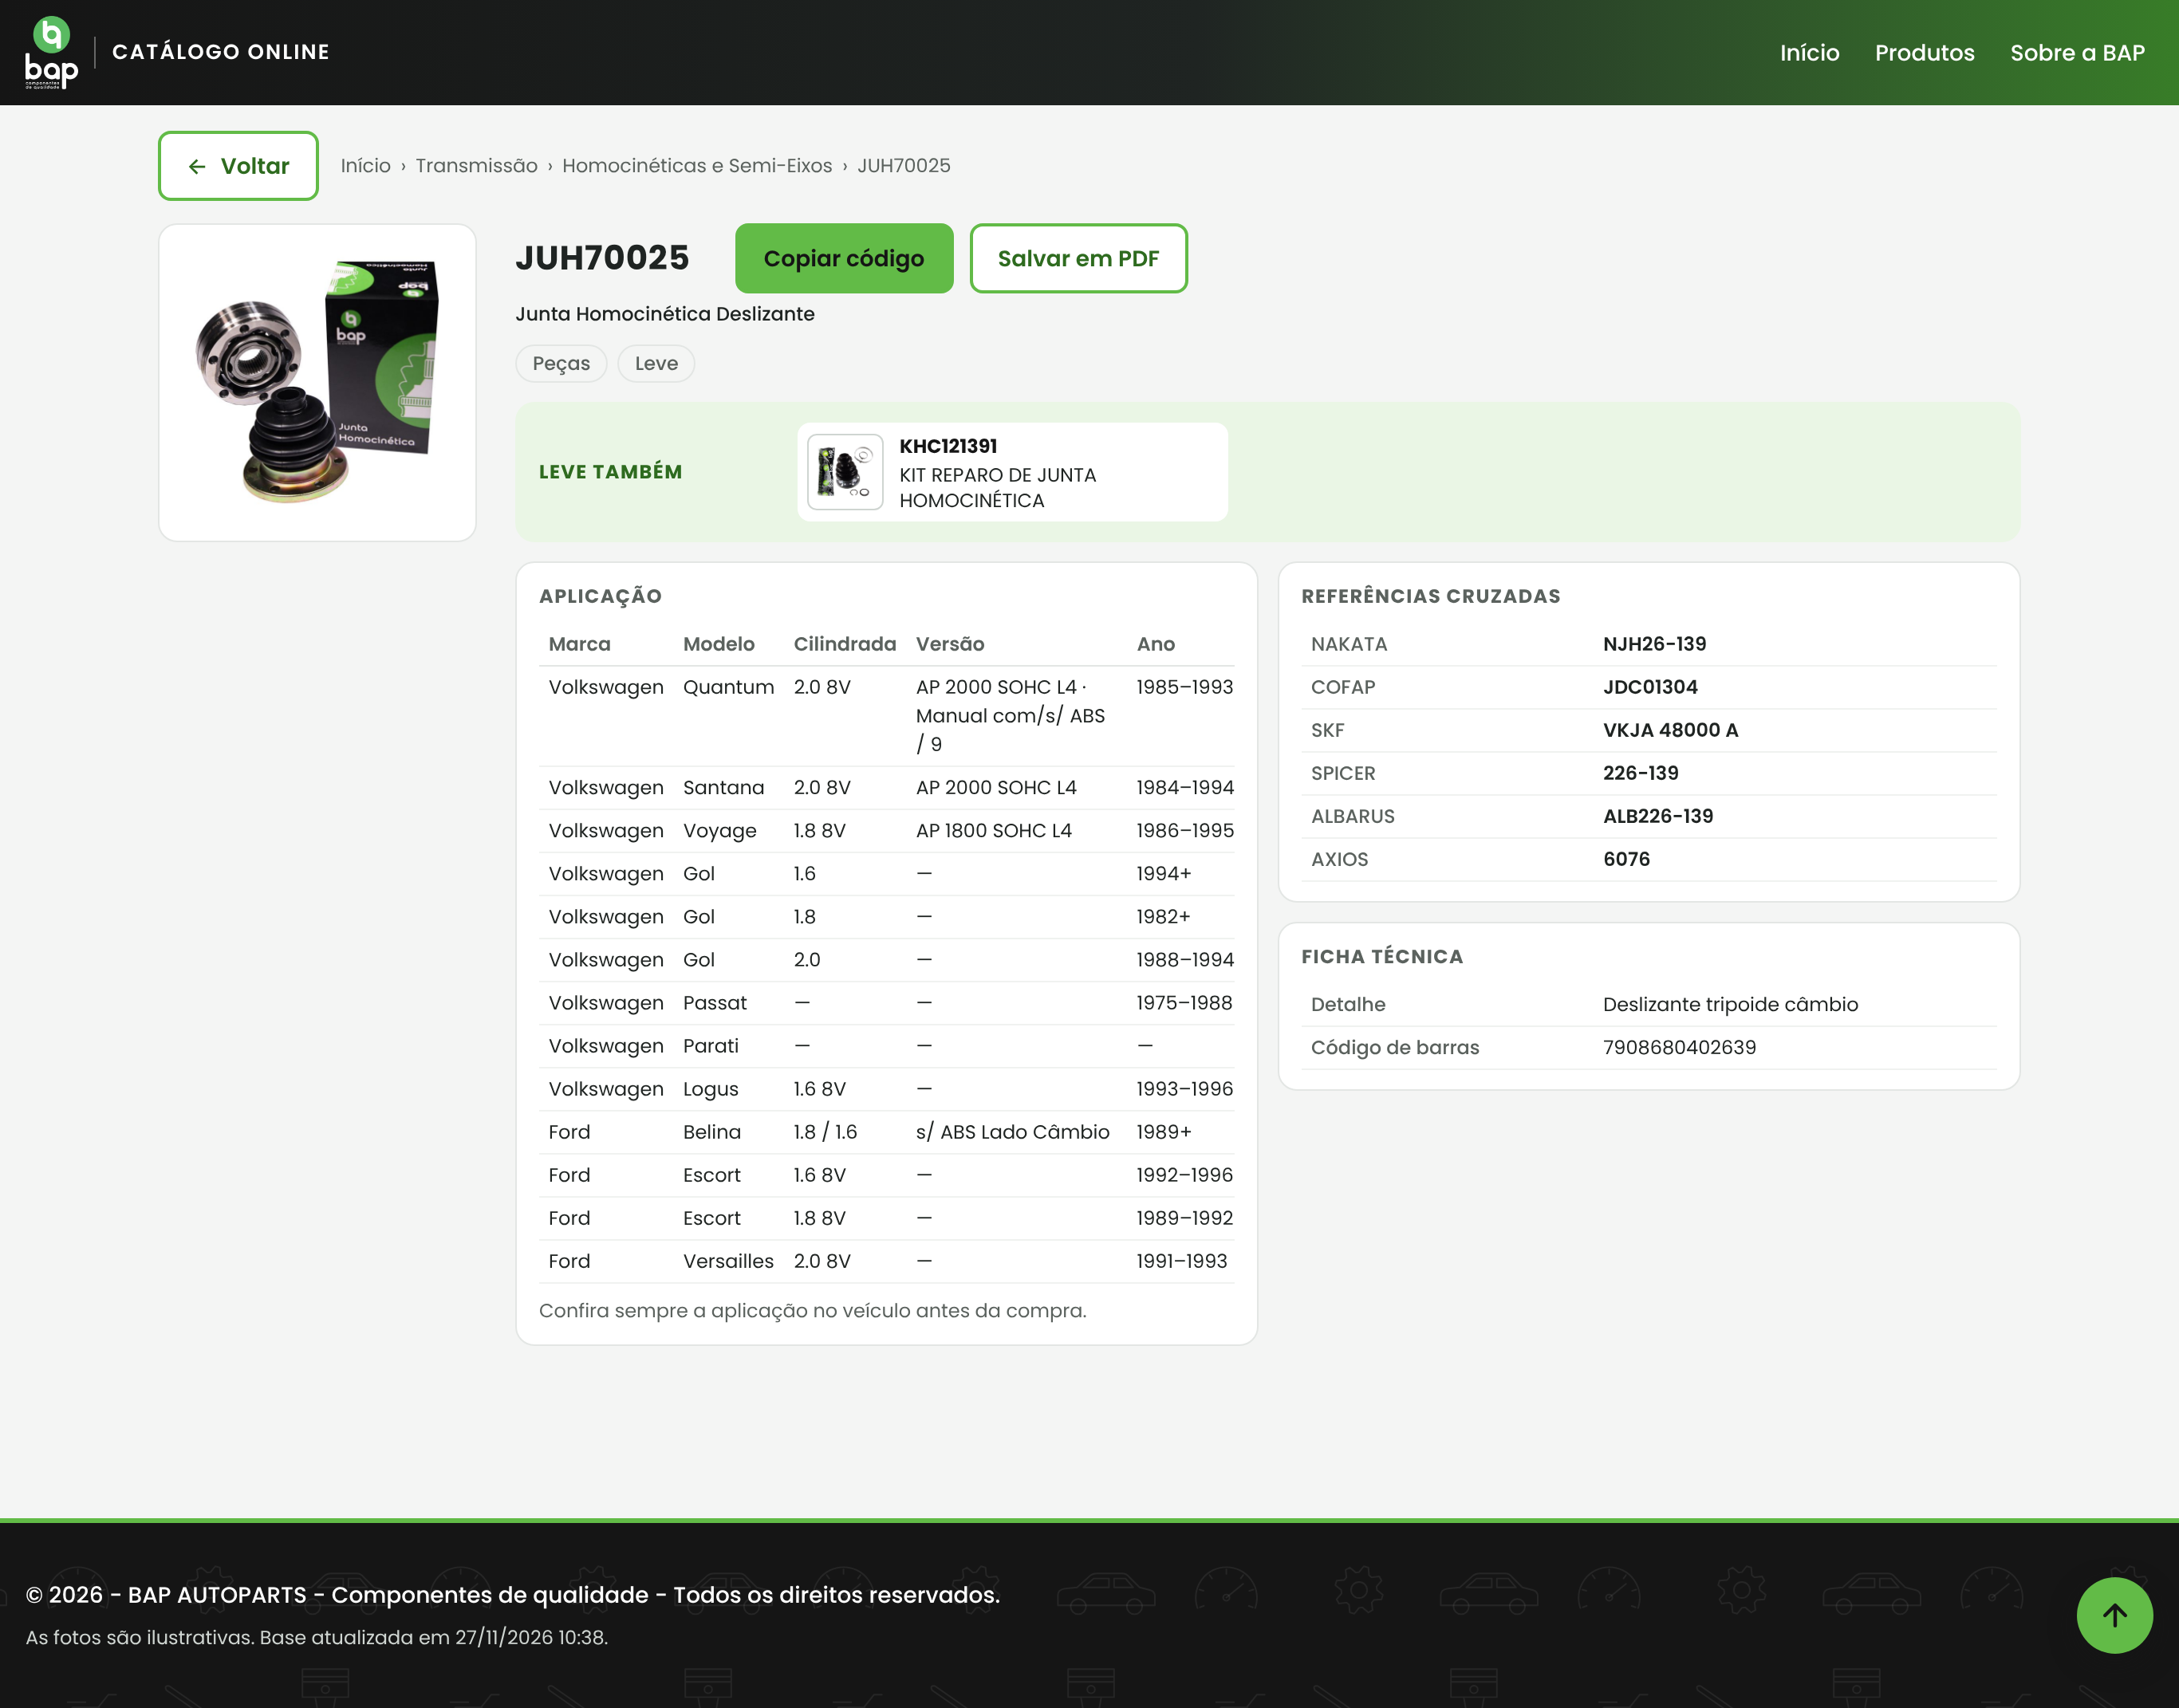 bap
componentes
de qualidade
CATÁLOGO ONLINE
Início
Produtos
Sobre a BAP
← Voltar
Início › Transmissão › Homocinéticas e Semi-Eixos › JUH70025
bap
Junta
Homocinética
JUH70025
Copiar código
Salvar em PDF
Junta Homocinética Deslizante
Peças
Leve
LEVE TAMBÉM
KHC121391
KIT REPARO DE JUNTA
HOMOCINÉTICA
APLICAÇÃO
Marca Modelo Cilindrada Versão Ano
Volkswagen Quantum 2.0 8V AP 2000 SOHC L4 · 1985–1993
Manual com/s/ ABS
/ 9
Volkswagen Santana 2.0 8V AP 2000 SOHC L4 1984–1994
Volkswagen Voyage 1.8 8V AP 1800 SOHC L4 1986–1995
Volkswagen Gol 1.6 — 1994+
Volkswagen Gol 1.8 — 1982+
Volkswagen Gol 2.0 — 1988–1994
Volkswagen Passat — — 1975–1988
Volkswagen Parati — — —
Volkswagen Logus 1.6 8V — 1993–1996
Ford Belina 1.8 / 1.6 s/ ABS Lado Câmbio 1989+
Ford Escort 1.6 8V — 1992–1996
Ford Escort 1.8 8V — 1989–1992
Ford Versailles 2.0 8V — 1991–1993
Confira sempre a aplicação no veículo antes da compra.
REFERÊNCIAS CRUZADAS
NAKATA NJH26-139
COFAP JDC01304
SKF VKJA 48000 A
SPICER 226-139
ALBARUS ALB226-139
AXIOS 6076
FICHA TÉCNICA
Detalhe Deslizante tripoide câmbio
Código de barras 7908680402639
© 2026 - BAP AUTOPARTS - Componentes de qualidade - Todos os direitos reservados.
As fotos são ilustrativas. Base atualizada em 27/11/2026 10:38.